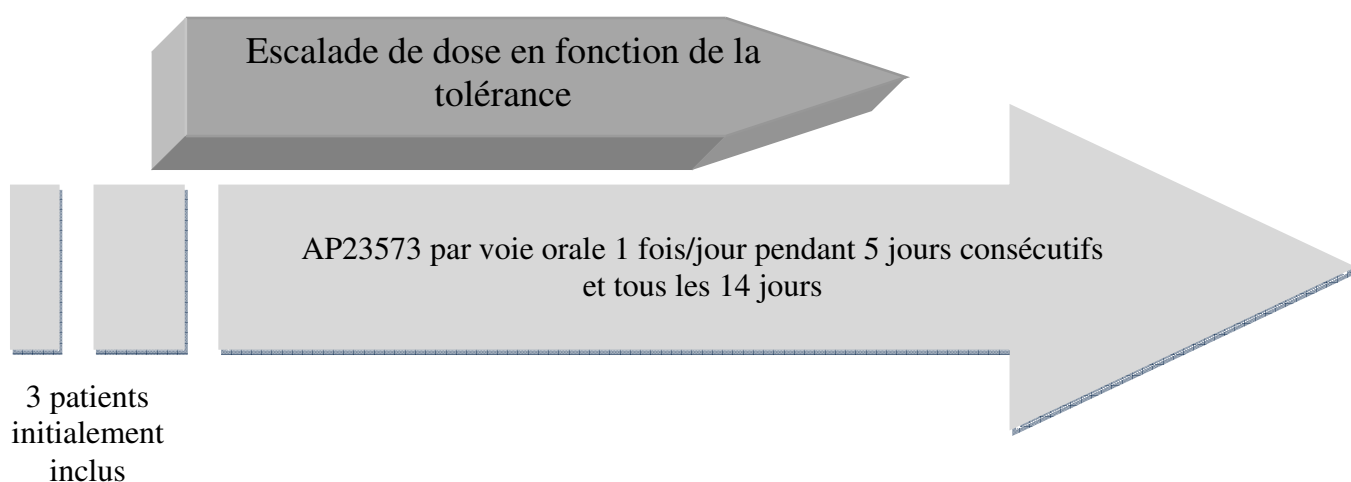 Escalade de dose en fonction de la
tolérance
AP23573 par voie orale 1 fois/jour pendant 5 jours consécutifs
et tous les 14 jours
3 patients
initialement
inclus